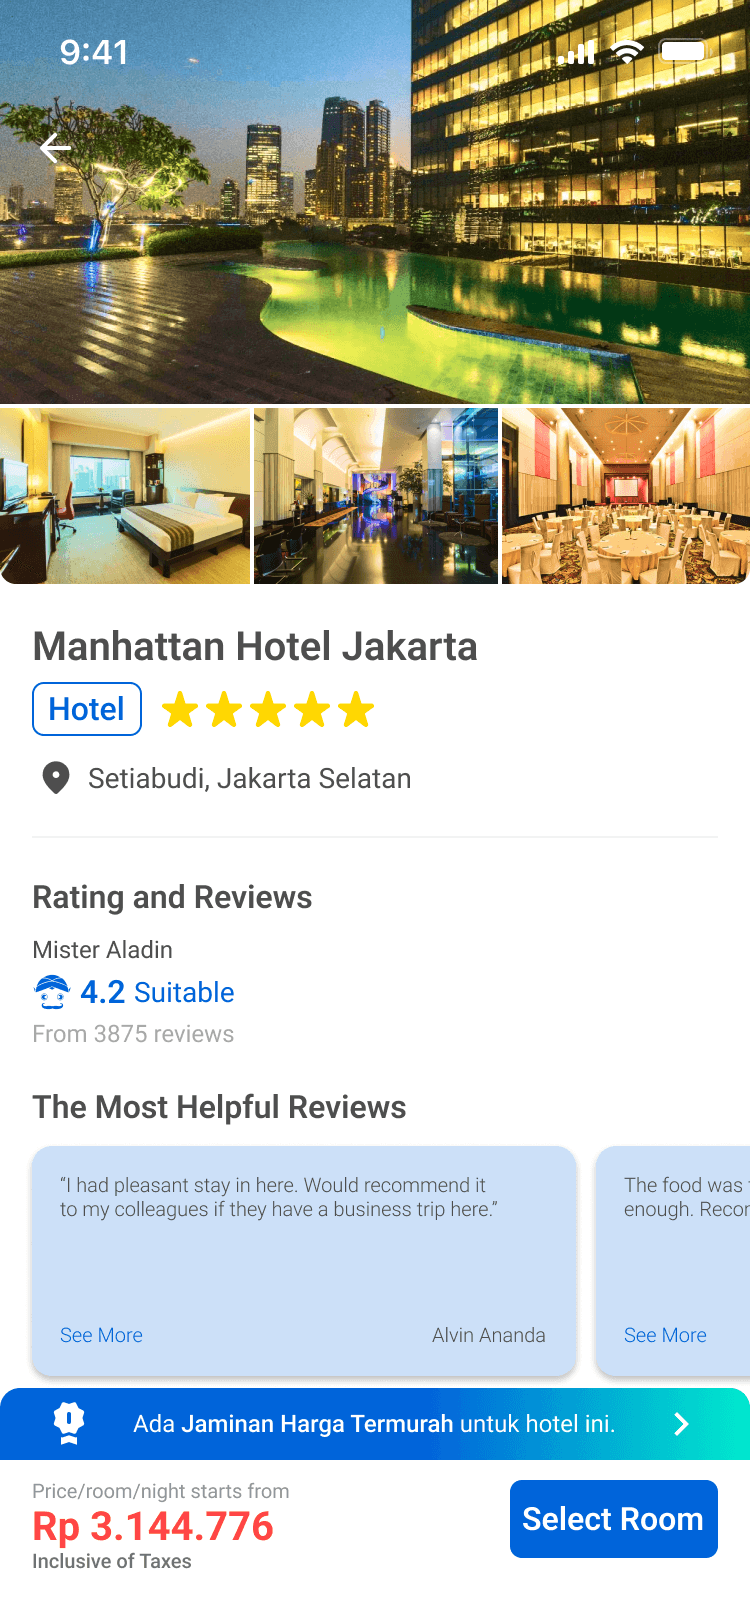 9:41
Manhattan Hotel Jakarta
Hotel
Setiabudi, Jakarta Selatan
Rating and Reviews
Mister Aladin
4.2 Suitable
From 3875 reviews
The Most Helpful Reviews
“I had pleasant stay in here. Would recommend it
to my colleagues if they have a business trip here.”
See More
Alvin Ananda
The food was
enough.
See More
Ada Jaminan Harga Termurah untuk hotel ini.
Price/room/night starts from
Rp 3.144.776
Inclusive of Taxes
Select Room